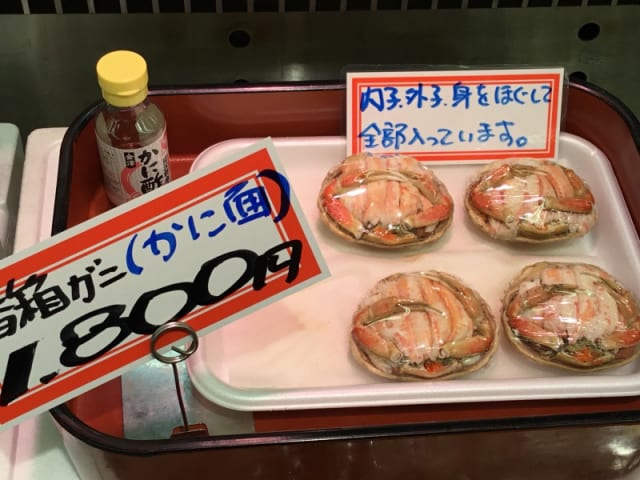 内子、外子、身をほぐして
全部入っています。
香箱ガニ(かに面)
1.800円
かに酢